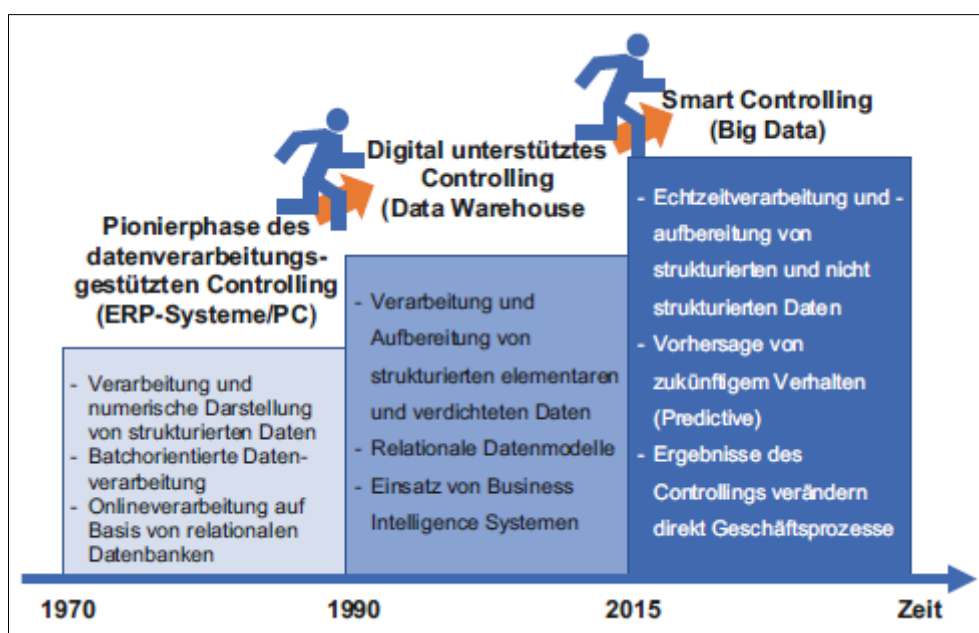 Pionierphase des
datenverarbeitungs-
gestützten Controlling
(ERP-Systeme/PC)
- Verarbeitung und
numerische Darstellung
von strukturierten Daten
- Batchorientierte Daten-
verarbeitung
- Onlineverarbeitung auf
Basis von relationalen
Datenbanken
Digital unterstütztes
Controlling
(Data Warehouse
- Verarbeitung und
Aufbereitung von
strukturierten elementaren
und verdichteten Daten
- Relationale Datenmodelle
- Einsatz von Business
Intelligence Systemen
Smart Controlling
(Big Data)
- Echtzeitverarbeitung und -
aufbereitung von
strukturierten und nicht
strukturierten Daten
- Vorhersage von
zukünftigem Verhalten
(Predictive)
- Ergebnisse des
Controllings verändern
direkt Geschäftsprozesse
1970 1990 2015 Zeit